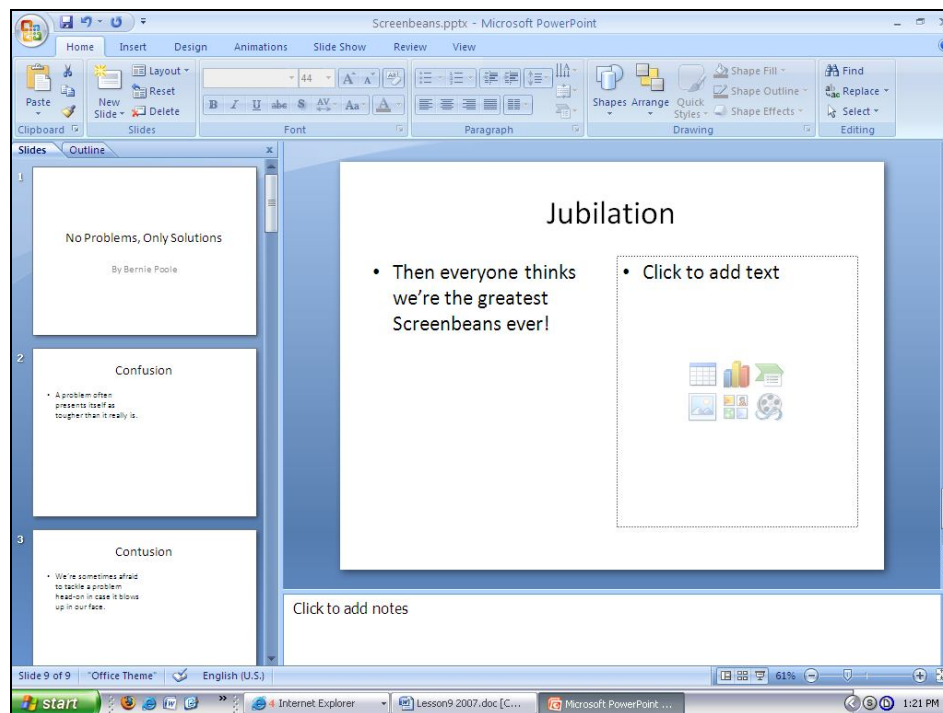 Screenbeans.pptx - Microsoft PowerPoint
Home Insert Design Animations Slide Show Review View
Paste
New Slide
Layout
Reset
Delete
44
B I U abc S AV Aa A
Shapes Arrange Quick Styles
Shape Fill
Shape Outline
Shape Effects
Find
Replace
Select
Clipboard Slides Font Paragraph Drawing Editing
Slides Outline x
1
No Problems, Only Solutions
By Bernie Poole
2
Confusion
• A problem often
presents itself as
tougher than it really is.
3
Contusion
• We're sometimes afraid
to tackle a problem
head-on in case it blows
up in our face.
Jubilation
• Then everyone thinks
we're the greatest
Screenbeans ever!
• Click to add text
Click to add notes
Slide 9 of 9 "Office Theme" English (U.S.) 61%
start 4 Internet Explorer Lesson9 2007.doc [C... Microsoft PowerPoint ... 1:21 PM